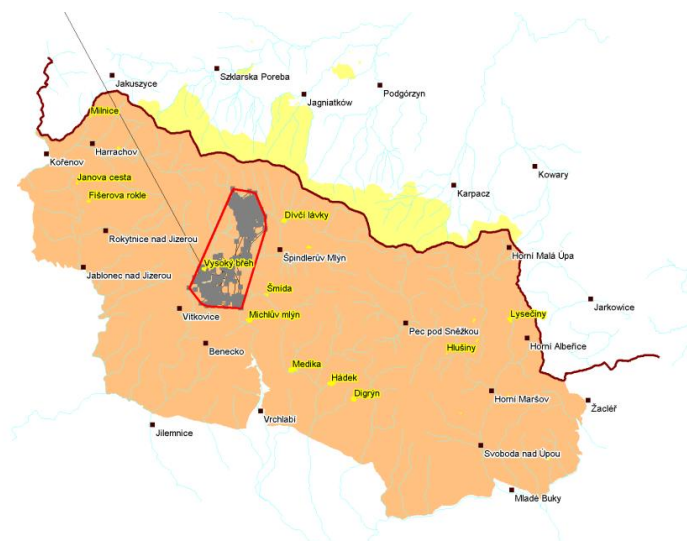 Szklarska Poreba
Jakuszyce
Podgórzyn
Jagniatków
Milnice
Harrachov
Kořenov
Kowary
Janova cesta
Karpacz
Fišerova rokle
Dívčí lávky
Rokytnice nad Jizerou
Horní Malá Úpa
Špindlerův Mlýn
Vysoký břeh
Jablonec nad Jizerou
Šmída
Jarkowice
Vítkovice
Michlův mlýn
Lysečiny
Pec pod Sněžkou
Benecko
Hlušiny
Horní Albeřice
Medika
Hádek
Digrýn
Horní Maršov
Žacléř
Vrchlabí
Jilemnice
Svoboda nad Úpou
Mladé Buky